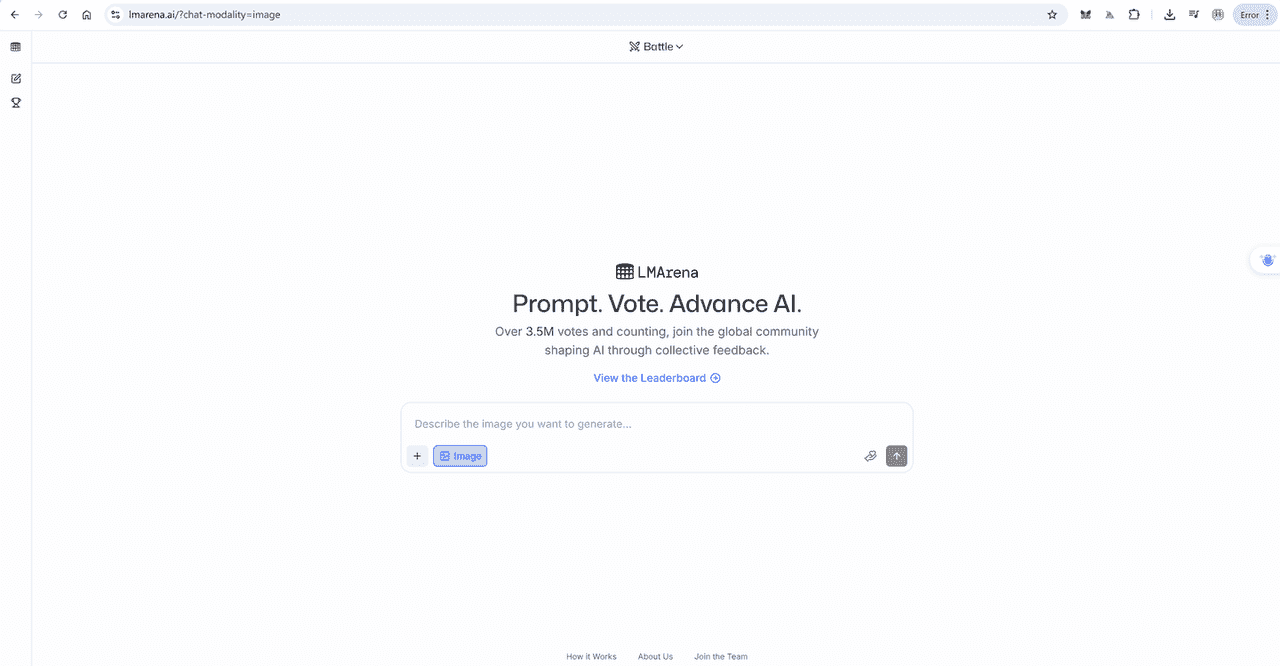 lmarena.ai/?chat-modality=image
Error
Battle
LMArena
Prompt. Vote. Advance AI.
Over 3.5M votes and counting, join the global community
shaping AI through collective feedback.
View the Leaderboard
Describe the image you want to generate...
Image
How it Works About Us Join the Team